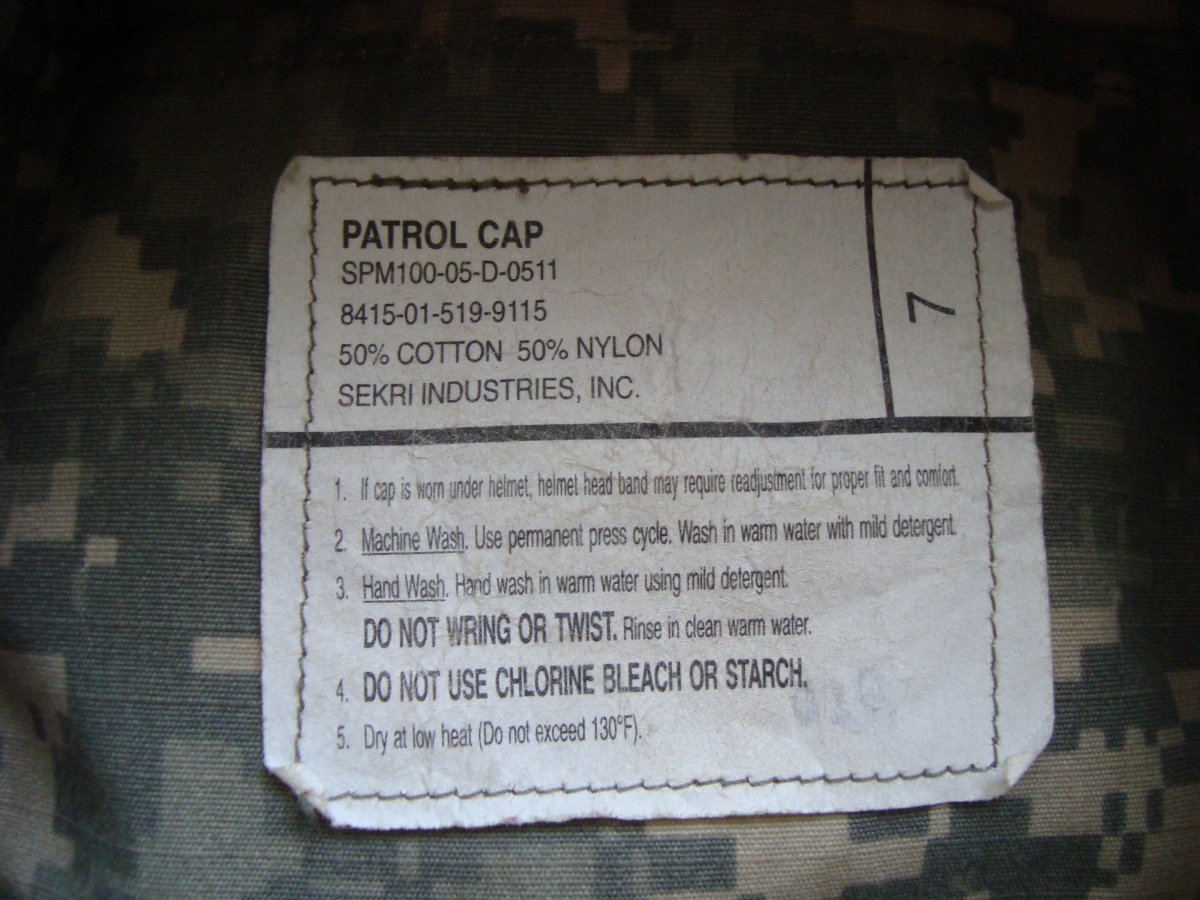 PATROL CAP
SPM100-05-D-0511
8415-01-519-9115
50% COTTON 50% NYLON
SEKRI INDUSTRIES, INC.
7
1. If cap is worn under helmet, helmet head band may require readjustment for proper fit and comfort.
2. Machine Wash. Use permanent press cycle. Wash in warm water with mild detergent.
3. Hand Wash. Hand wash in warm water using mild detergent.
DO NOT WRING OR TWIST. Rinse in clean warm water.
4. DO NOT USE CHLORINE BLEACH OR STARCH.
5. Dry at low heat (Do not exceed 130°F).